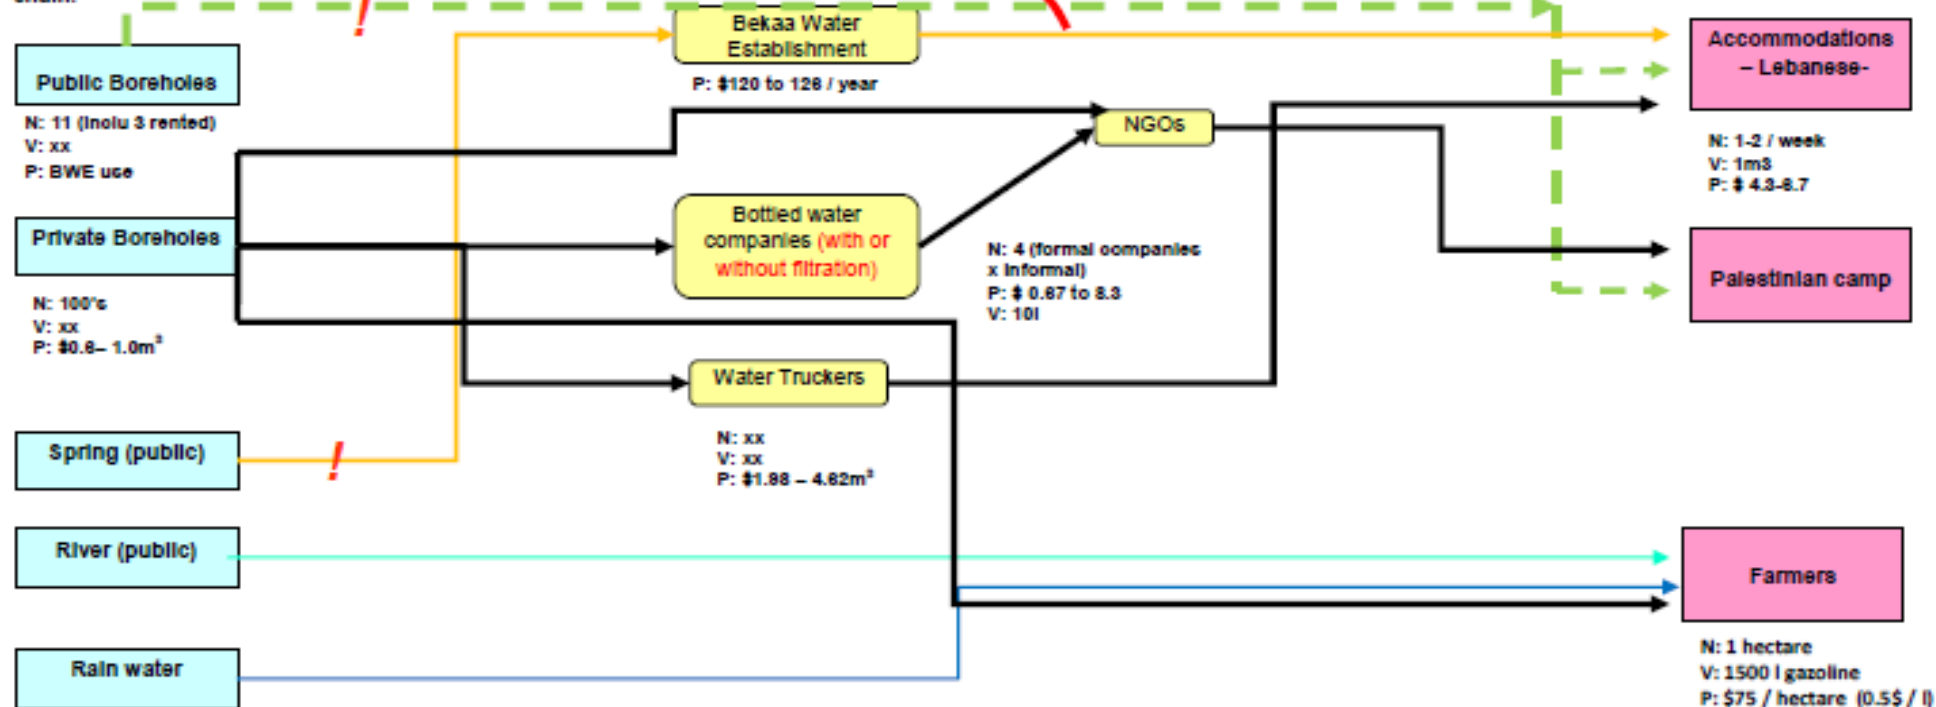 Bekaa Water
Establishment
P: $120 to 126 / year
Accommodations
– Lebanese-
N: 1-2 / week
V: 1m3
P: $ 4.3-6.7
Public Boreholes
N: 11 (Inclu 3 rented)
V: xx
P: BWE use
NGOs
Private Boreholes
N: 100's
V: xx
P: $0.6– 1.0m³
Bottled water
companies (with or
without filtration)
N: 4 (formal companies
x Informal)
P: $ 0.67 to 8.3
V: 10l
Palestinian camp
Water Truckers
N: xx
V: xx
P: $1.98 – 4.62m³
Spring (public)
!
!
River (public)
Farmers
N: 1 hectare
V: 1500 l gazoline
P: $75 / hectare (0.5$ / l)
Rain water